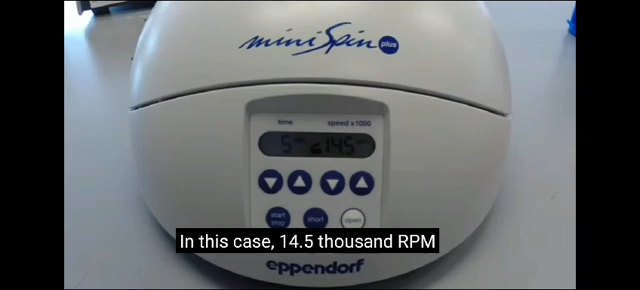 miniSpin plus
time speed x1000
5 14.5
start stop short open
In this case, 14.5 thousand RPM
eppendorf